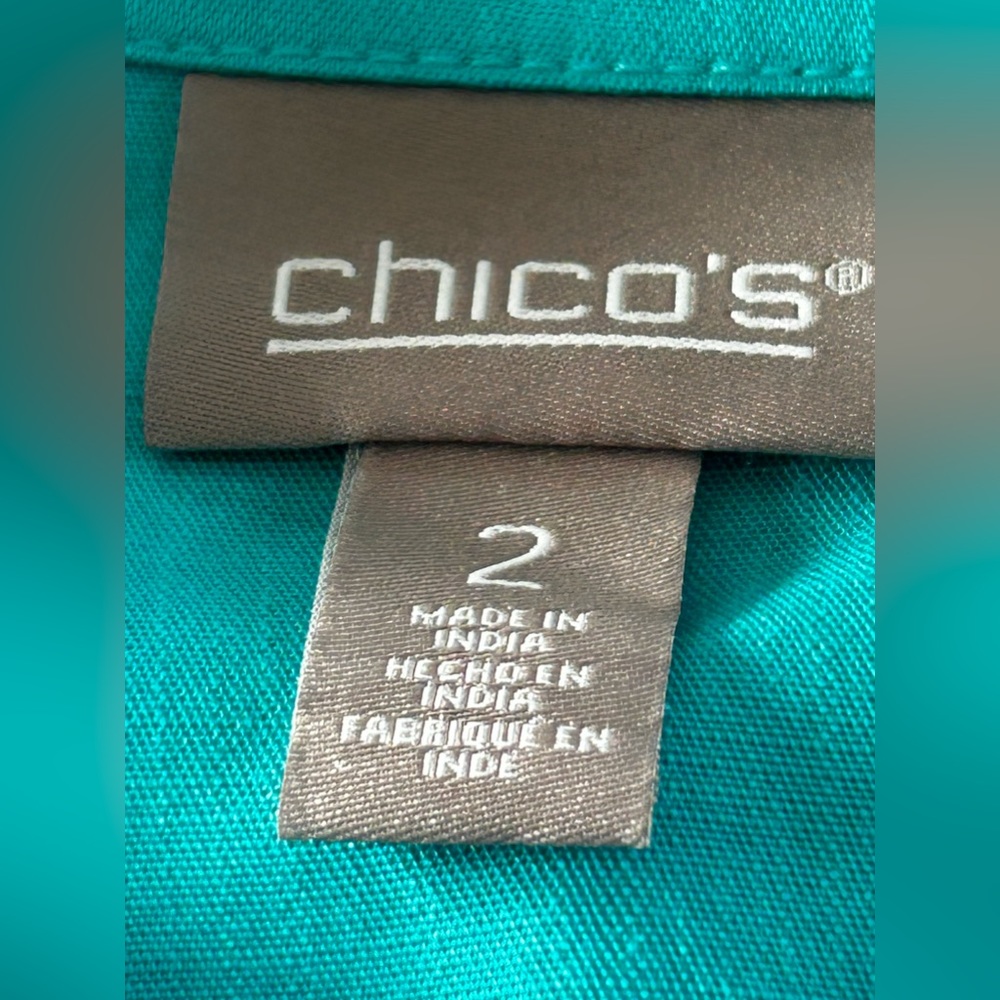 chico's®
2
MADE IN
INDIA
HECHO EN
INDIA
FABRIQUÉ EN
INDE